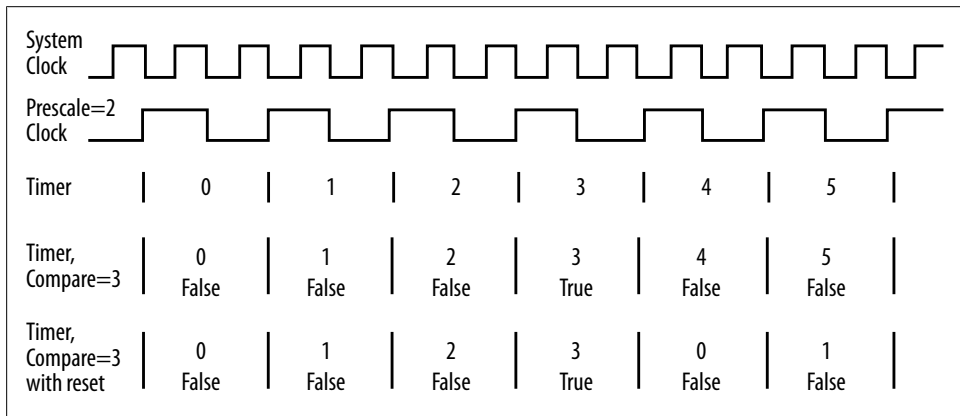 System
Clock
Prescale=2
Clock
Timer 0 1 2 3 4 5
Timer,
Compare=3
0 1 2 3 4 5
False False False True False False
Timer,
Compare=3
with reset
0 1 2 3 0 1
False False False True False False